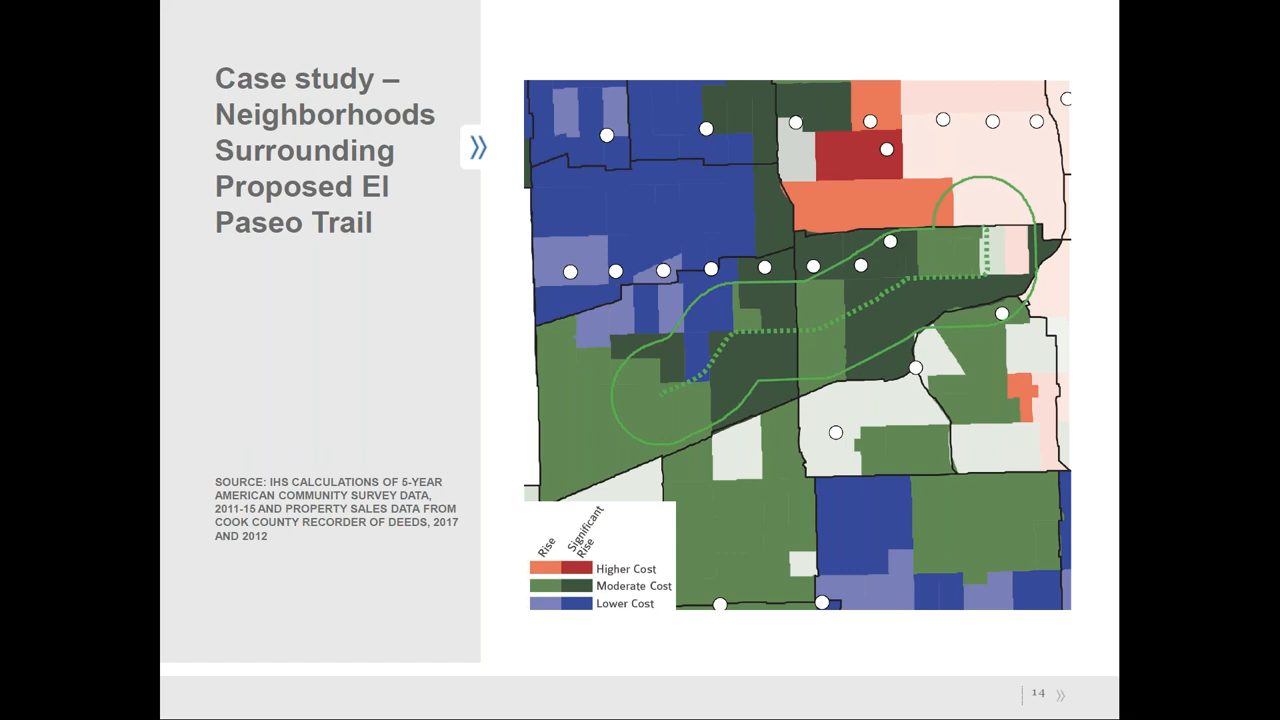 Case study –
Neighborhoods
Surrounding
Proposed El
Paseo Trail
SOURCE: IHS CALCULATIONS OF 5-YEAR
AMERICAN COMMUNITY SURVEY DATA,
2011-15 AND PROPERTY SALES DATA FROM
COOK COUNTY RECORDER OF DEEDS, 2017
AND 2012
Rise
Significant
Rise
Higher Cost
Moderate Cost
Lower Cost
14